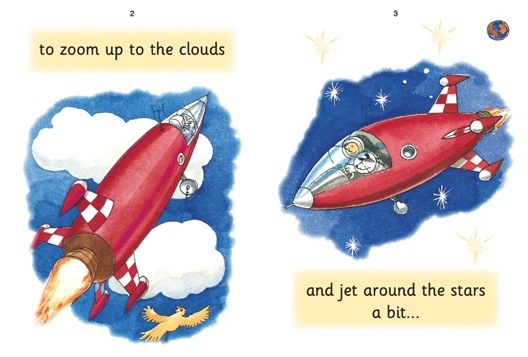 2
to zoom up to the clouds
3
and jet around the stars
a bit...